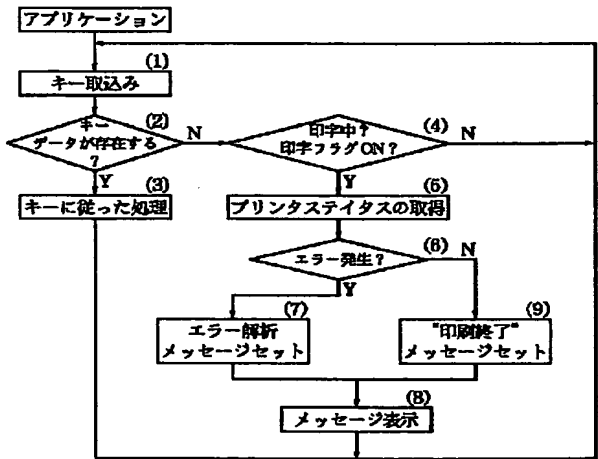 アプリケーション
(1)
キー取込み
(2)
キー
データが存在する
?
N
Y
(3)
キーに従った処理
(4)
印字中?
印字フラグON?
N
Y
(5)
プリンタステイタスの取得
(6)
エラー発生?
N
Y
(7)
エラー解析
メッセージセット
(9)
"印刷終了"
メッセージセット
(8)
メッセージ表示